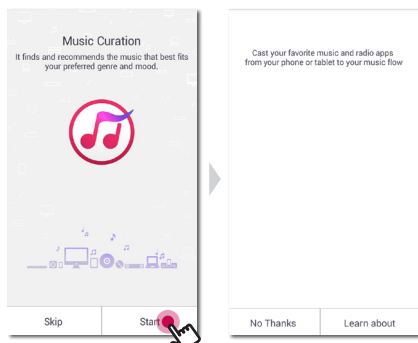 Music Curation
It finds and recommends the music that best fits
your preferred genre and mood.
Skip
Start
Cast your favorite music and radio apps
from your phone or tablet to your music flow
No Thanks
Learn about